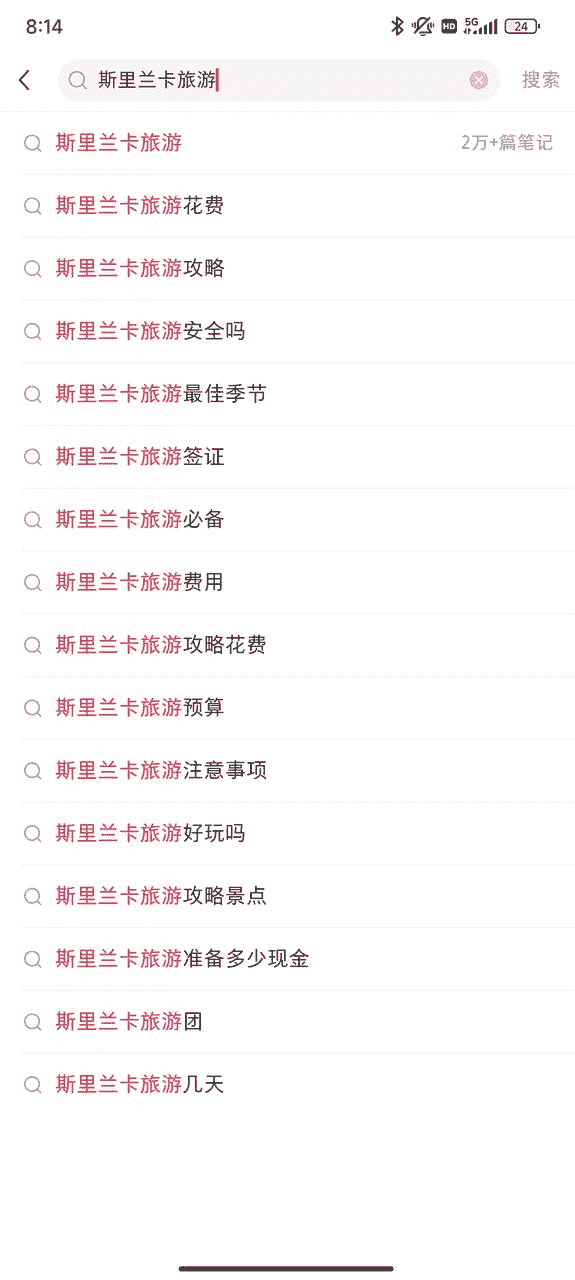 8:14
HD 5G 24
斯里兰卡旅游 搜索
斯里兰卡旅游 2万+篇笔记
斯里兰卡旅游花费
斯里兰卡旅游攻略
斯里兰卡旅游安全吗
斯里兰卡旅游最佳季节
斯里兰卡旅游签证
斯里兰卡旅游必备
斯里兰卡旅游费用
斯里兰卡旅游攻略花费
斯里兰卡旅游预算
斯里兰卡旅游注意事项
斯里兰卡旅游好玩吗
斯里兰卡旅游攻略景点
斯里兰卡旅游准备多少现金
斯里兰卡旅游团
斯里兰卡旅游几天